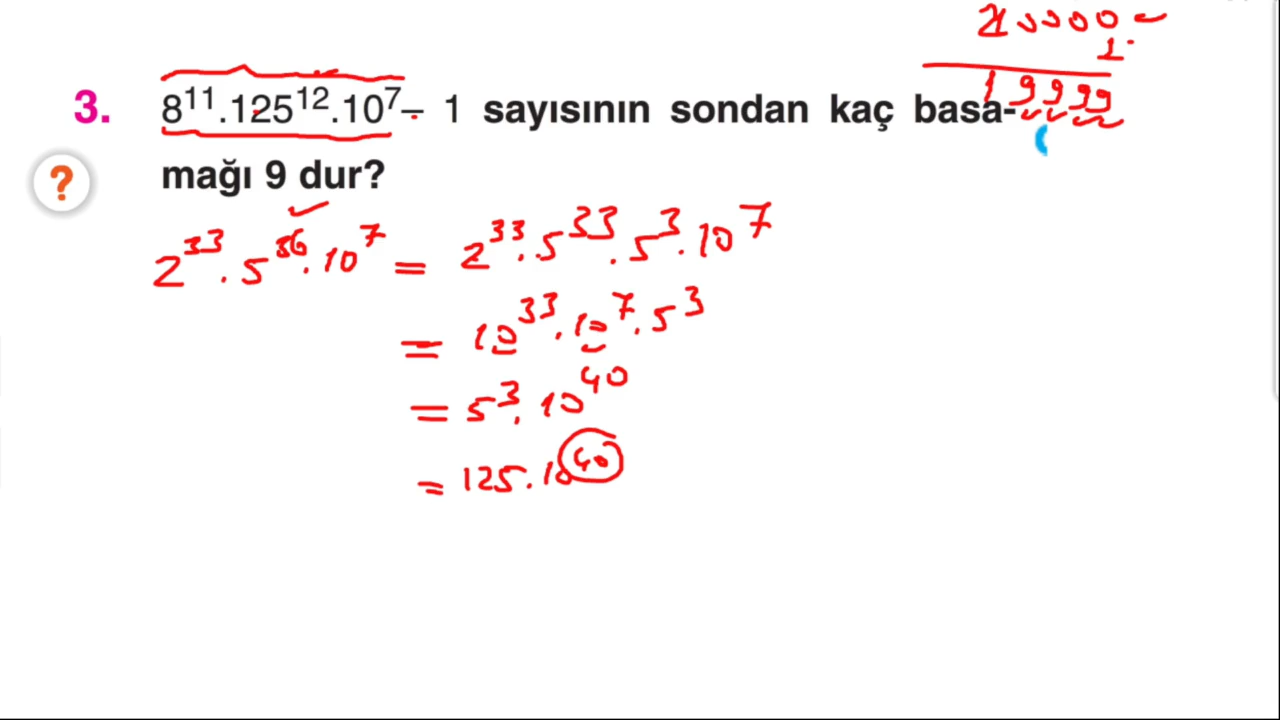 20000
1
19999
3. 8¹¹.125¹².10⁷– 1 sayısının sondan kaç basa-
? mağı 9 dur?
2³³.5³⁶.10⁷ = 2³³.5³³.5³.10⁷
= 10³³.10⁷.5³
= 5³.10⁴⁰
= 125.10⁴⁰